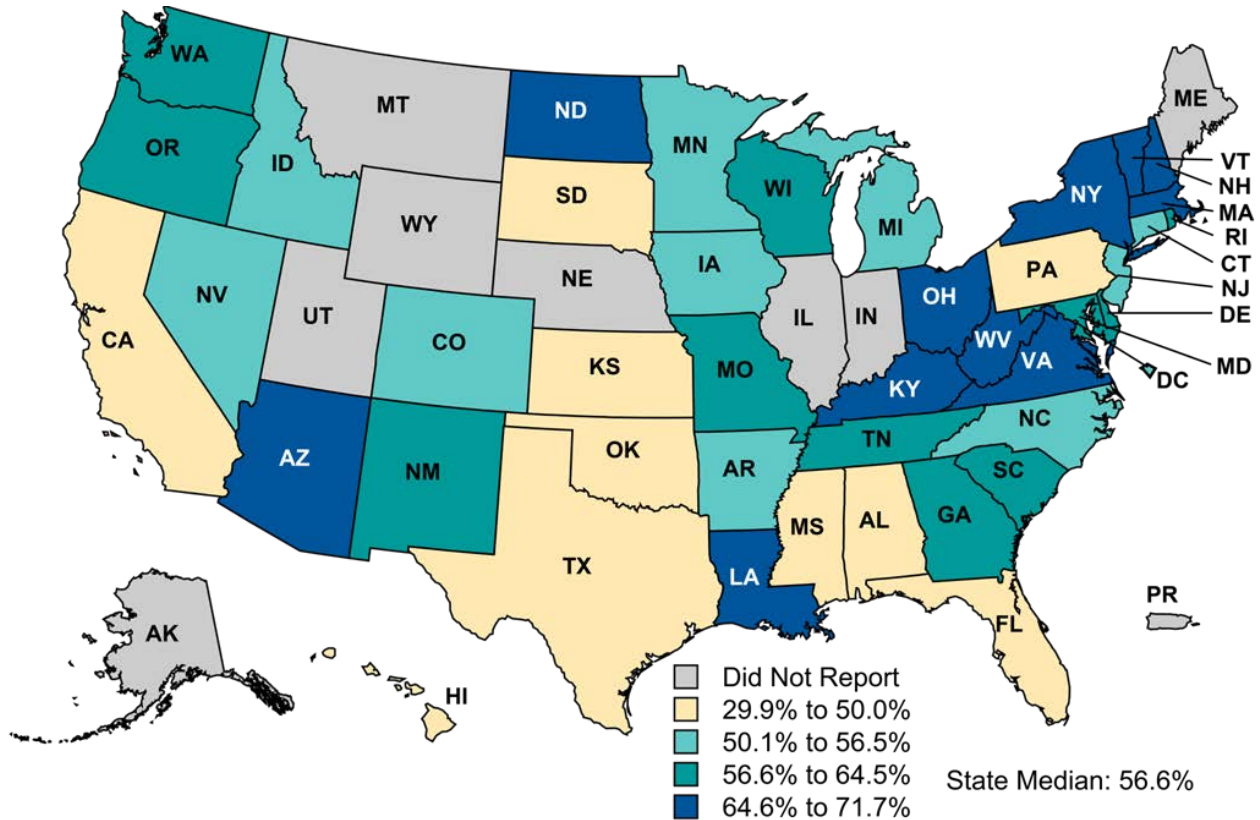 WA
MT
ND
MN
ME
OR
ID
SD
WI
MI
NY
VT
NH
MA
RI
CT
NJ
DE
MD
DC
WY
IA
PA
NV
UT
NE
IL
IN
OH
CA
CO
KS
MO
WV
VA
KY
NC
AZ
NM
OK
AR
TN
SC
MS
AL
GA
TX
LA
FL
PR
AK
HI
Did Not Report
29.9% to 50.0%
50.1% to 56.5%
56.6% to 64.5%
64.6% to 71.7%
State Median: 56.6%